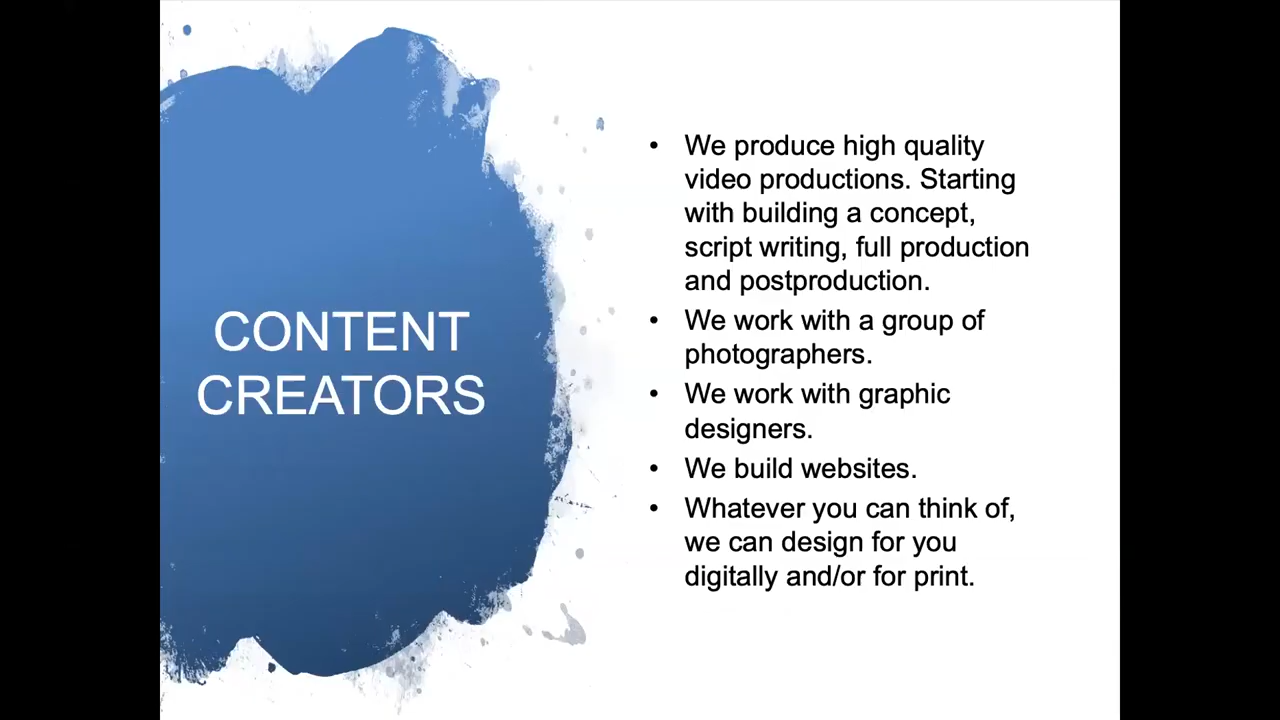 CONTENT
CREATORS
• We produce high quality
video productions. Starting
with building a concept,
script writing, full production
and postproduction.
• We work with a group of
photographers.
• We work with graphic
designers.
• We build websites.
• Whatever you can think of,
we can design for you
digitally and/or for print.